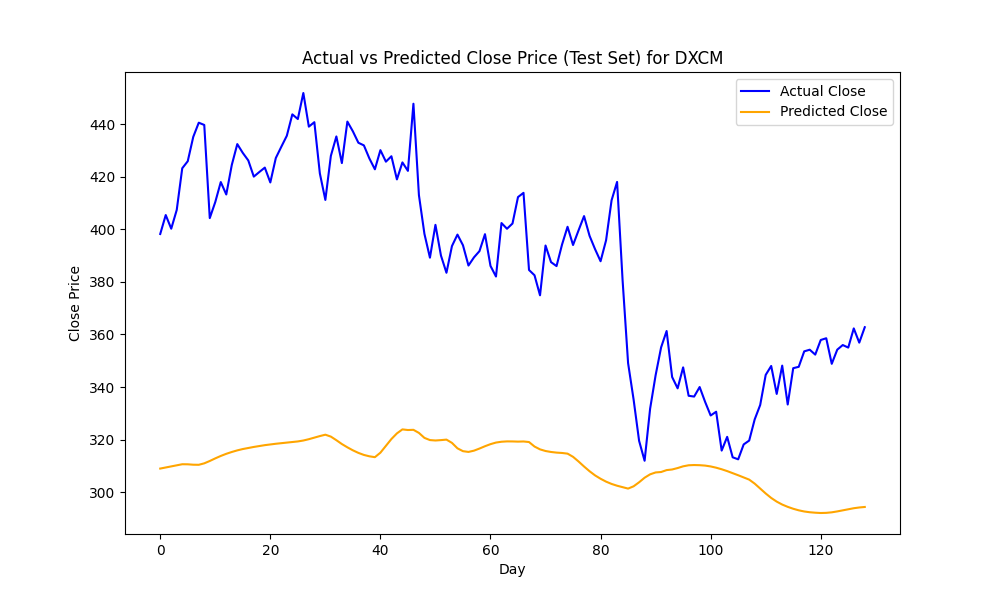 Actual vs Predicted Close Price (Test Set) for DXCM
Actual Close
Predicted Close
Close Price
440
420
400
380
360
340
320
300
0 20 40 60 80 100 120
Day